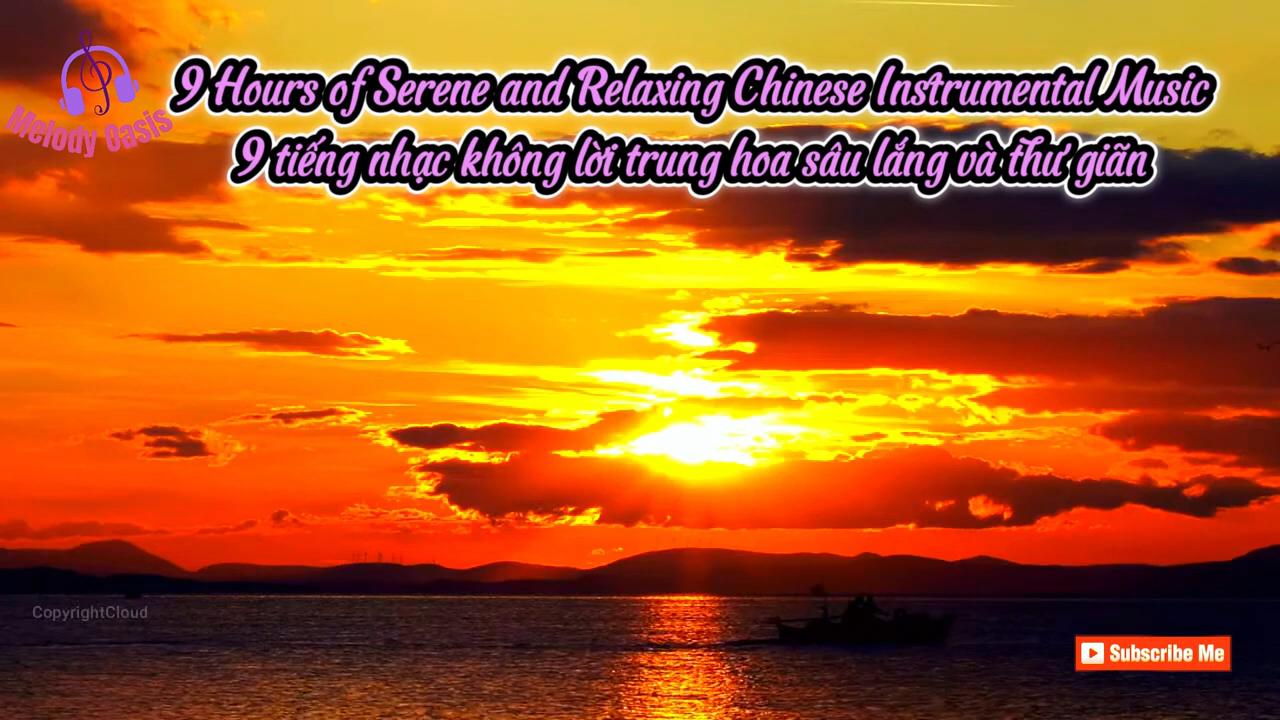 9 Hours of Serene and Relaxing Chinese Instrumental Music
9 tiếng nhạc không lời trung hoa sâu lắng và thư giãn
Melody Oasis
CopyrightCloud
Subscribe Me